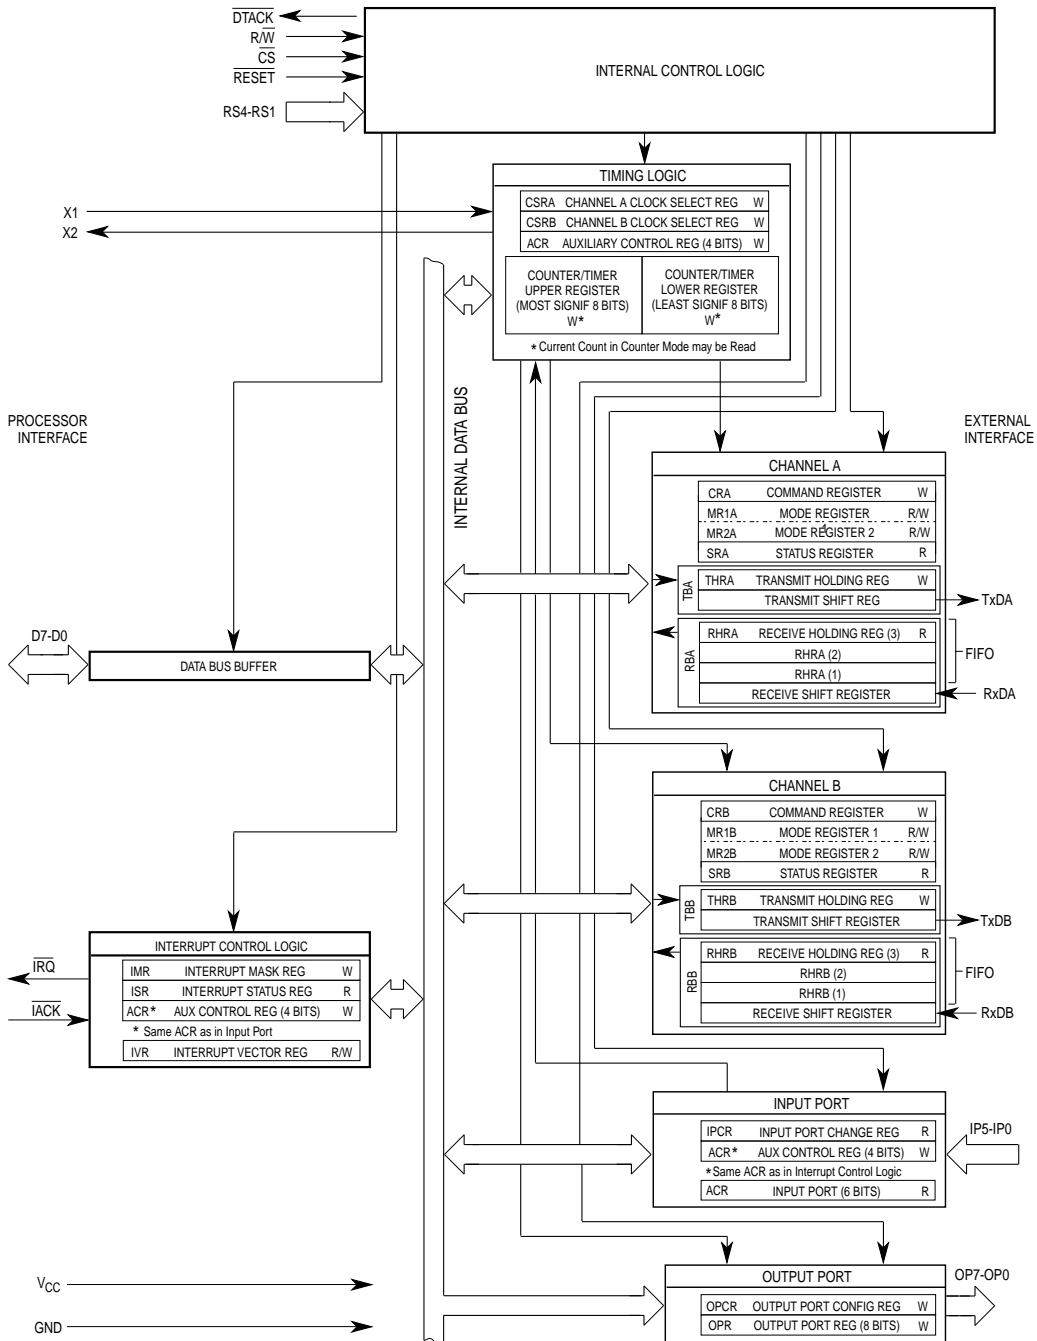 DTACK
R/W
CS
RESET
RS4-RS1
INTERNAL CONTROL LOGIC
TIMING LOGIC
CSRA CHANNEL A CLOCK SELECT REG W
CSRB CHANNEL B CLOCK SELECT REG W
ACR AUXILIARY CONTROL REG (4 BITS) W
X1
X2
COUNTER/TIMER
UPPER REGISTER
(MOST SIGNIF 8 BITS)
W*
COUNTER/TIMER
LOWER REGISTER
(LEAST SIGNIF 8 BITS)
W*
* Current Count in Counter Mode may be Read
INTERNAL DATA BUS
PROCESSOR
INTERFACE
EXTERNAL
INTERFACE
CHANNEL A
CRA COMMAND REGISTER W
MR1A MODE REGISTER R/W
MR2A MODE REGISTER 2 R/W
SRA STATUS REGISTER R
TBA
THRA TRANSMIT HOLDING REG W
TRANSMIT SHIFT REG
TxDA
RBA
RHRA RECEIVE HOLDING REG (3) R
RHRA (2)
RHRA (1)
RECEIVE SHIFT REGISTER
FIFO
RxDA
D7-D0
DATA BUS BUFFER
CHANNEL B
CRB COMMAND REGISTER W
MR1B MODE REGISTER 1 R/W
MR2B MODE REGISTER 2 R/W
SRB STATUS REGISTER R
TBB
THRB TRANSMIT HOLDING REG W
TRANSMIT SHIFT REGISTER
TxDB
RBB
RHRB RECEIVE HOLDING REG (3) R
RHRB (2)
RHRB (1)
RECEIVE SHIFT REGISTER
FIFO
RxDB
INTERRUPT CONTROL LOGIC
IRQ
IACK
IMR INTERRUPT MASK REG W
ISR INTERRUPT STATUS REG R
ACR* AUX CONTROL REG (4 BITS) W
* Same ACR as in Input Port
IVR INTERRUPT VECTOR REG R/W
INPUT PORT
IPCR INPUT PORT CHANGE REG R
ACR* AUX CONTROL REG (4 BITS) W
*Same ACR as in Interrupt Control Logic
ACR INPUT PORT (6 BITS) R
IP5-IP0
OUTPUT PORT
OPCR OUTPUT PORT CONFIG REG W
OPR OUTPUT PORT REG (8 BITS) W
OP7-OP0
VCC
GND